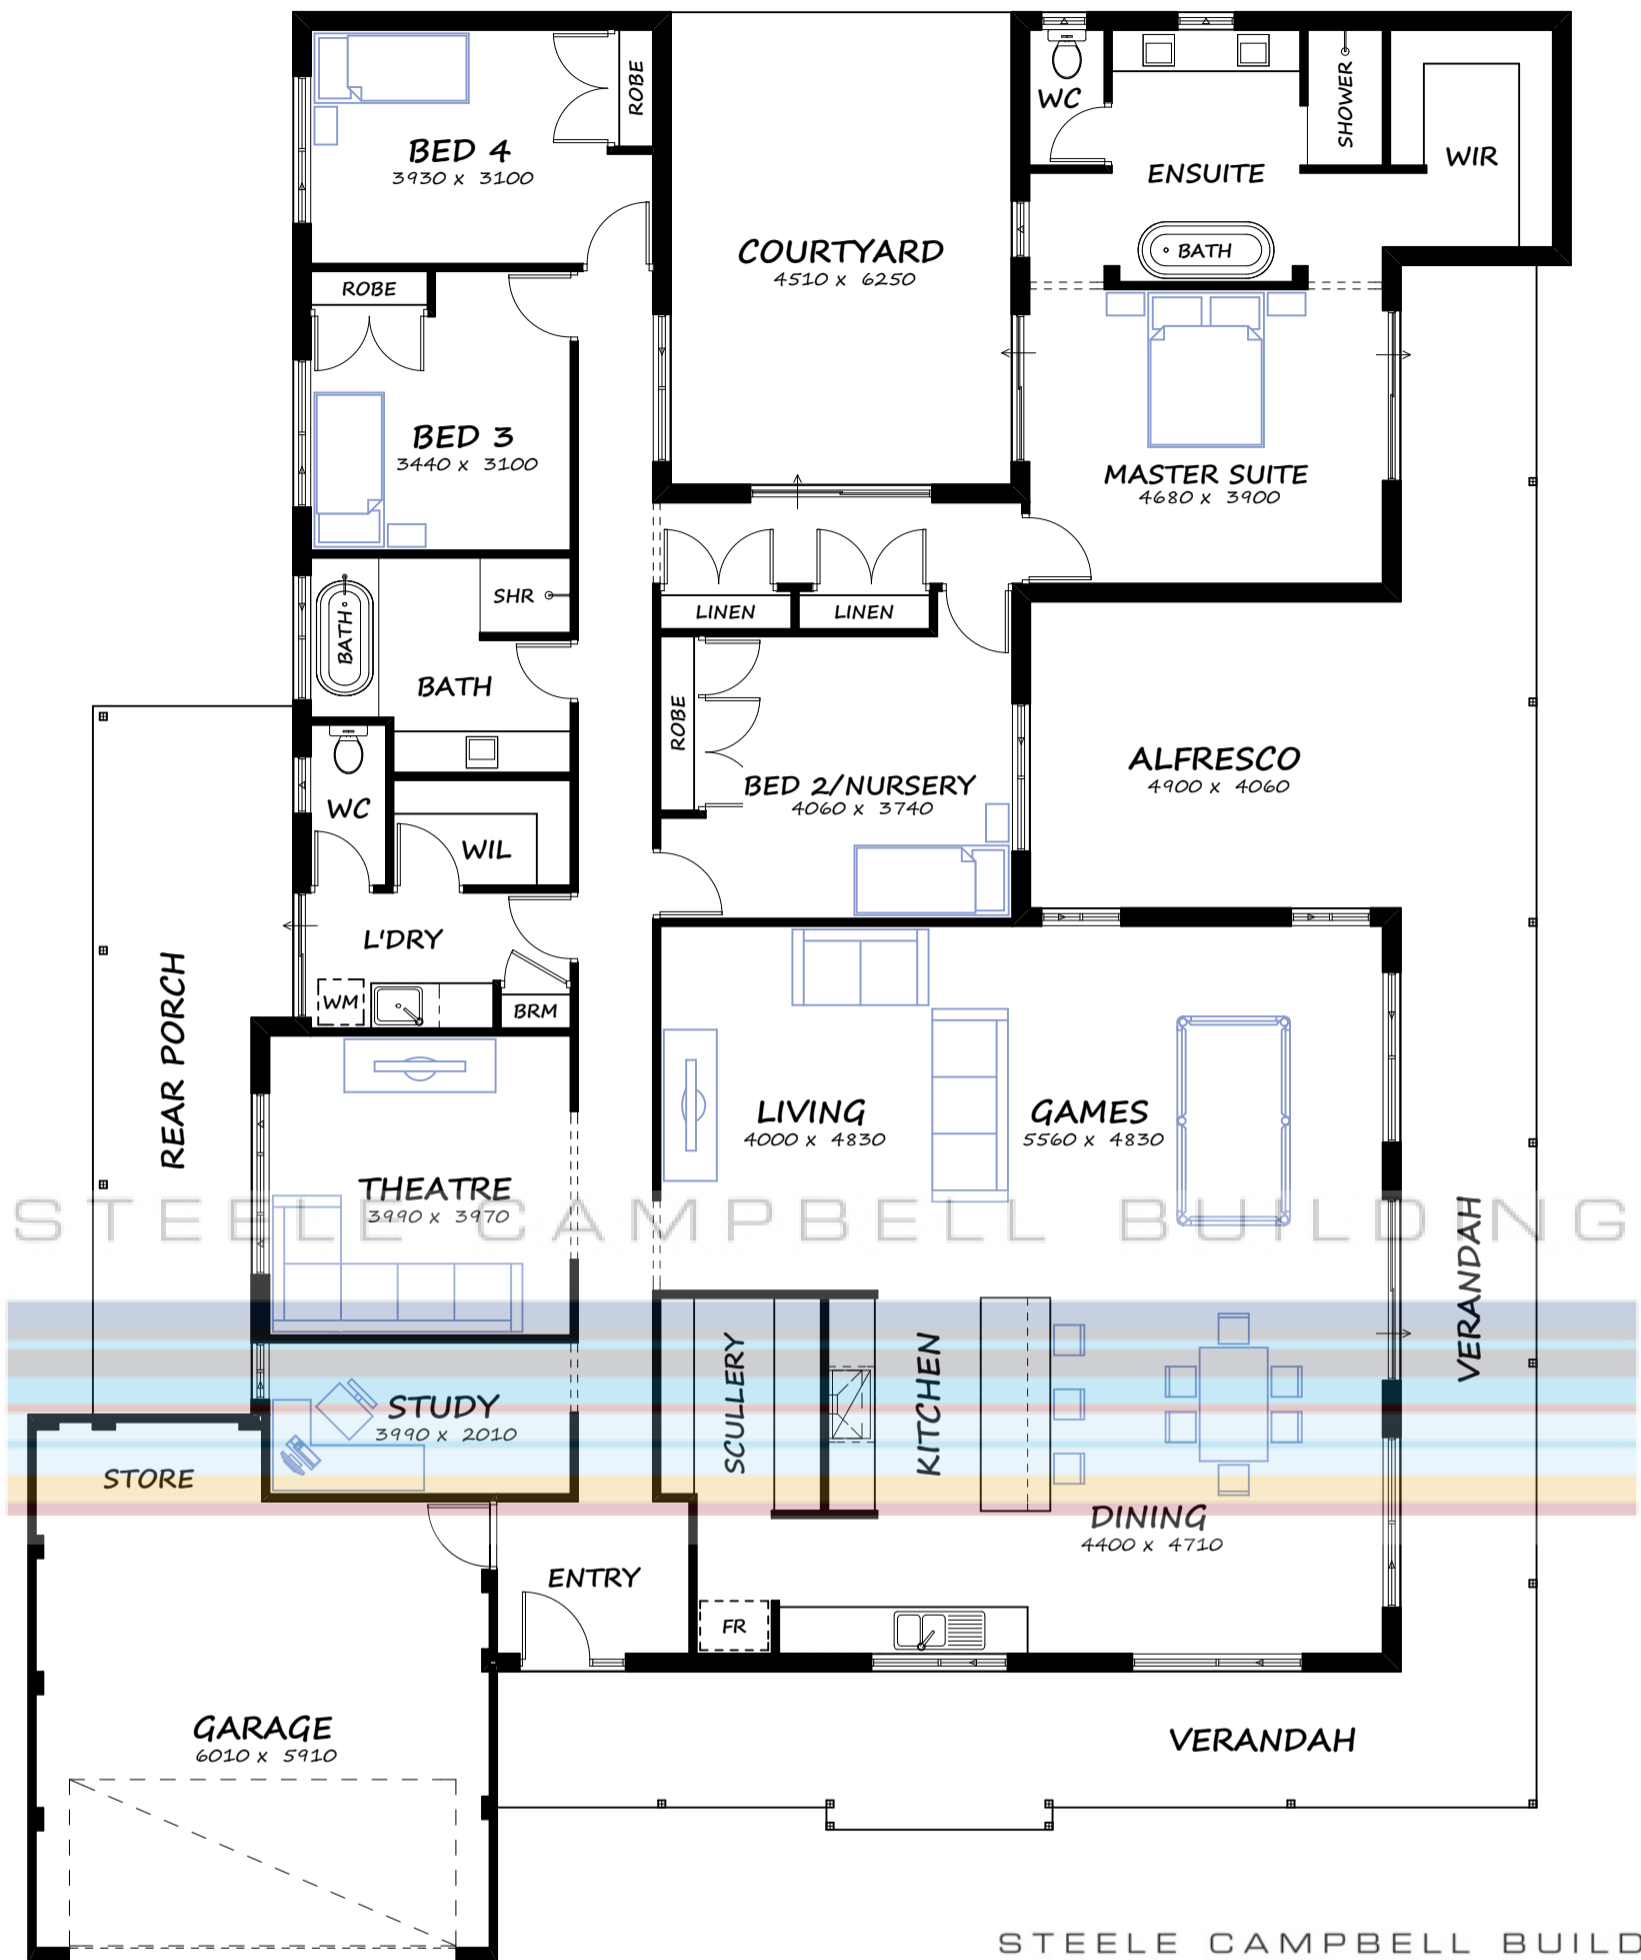 ROBE
BED 4
3930 x 3100
WC
SHOWER
WIR
ENSUITE
BATH
COURTYARD
4510 x 6250
ROBE
BED 3
3440 x 3100
MASTER SUITE
4680 x 3900
BATH
SHR
LINEN
LINEN
BATH
ROBE
BED 2/NURSERY
4060 x 3740
ALFRESCO
4900 x 4060
WC
WIL
L'DRY
WM
BRM
REAR PORCH
LIVING
4000 x 4830
GAMES
5560 x 4830
THEATRE
3990 x 3970
STEELE CAMPBELL BUILDING
VERANDAH
SCULLERY
KITCHEN
STUDY
3990 x 2010
STORE
DINING
4400 x 4710
ENTRY
FR
GARAGE
6010 x 5910
VERANDAH
STEELE CAMPBELL BUILD